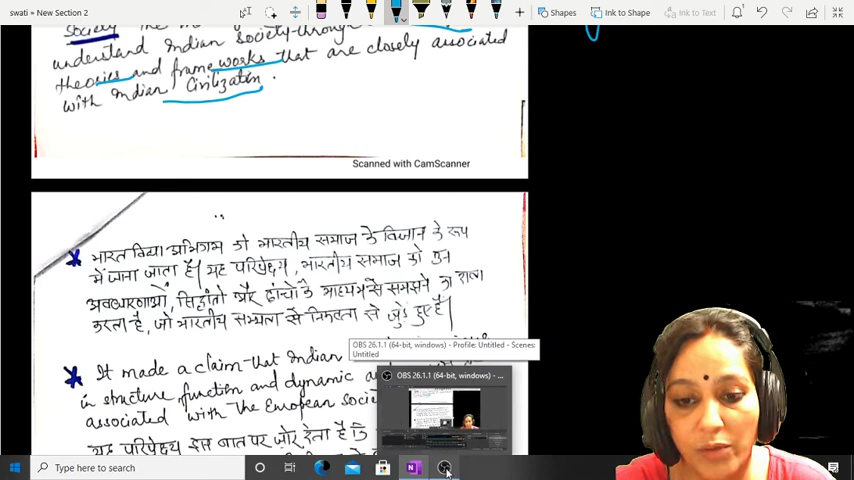 swati » New Section 2
Shapes
Ink to Shape
Ink to Text
Society
understand Indian Society through
theories and frameworks that are closely associated
with Indian Civilization.
Scanned with CamScanner
भारत विद्या अभिगम को भारतीय समाज के विज्ञान के रूप
में जाना जाता है। यह परिप्रेक्ष्य, भारतीय समाज को उन
अवधारणाओं, सिद्धांतो और ढांचो के माध्यम से समझने का दावा
करता है, जो भारतीय सभ्यता से निकटता से जुड़े हुए है।
OBS 26.1.1 (64-bit, windows) - Profile: Untitled - Scenes:
Untitled
It made a claim that Indian
OBS 26.1.1 (64-bit, windows) - ...
in structure function and dynamic
associated with the European
यह परिप्रेक्ष्य इस बात पर ज़ोर देता है कि
Type here to search